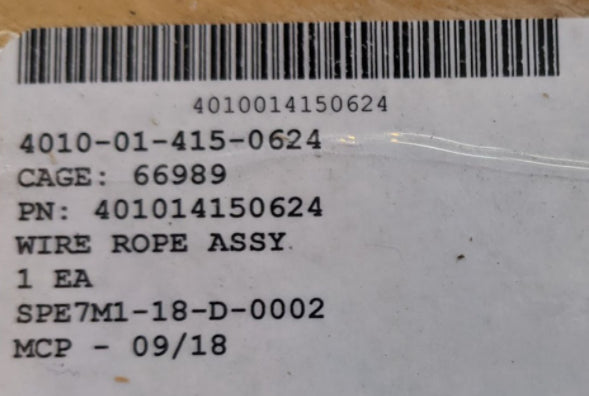 4010014150624
4010-01-415-0624
CAGE: 66989
PN: 401014150624
WIRE ROPE ASSY
1 EA
SPE7M1-18-D-0002
MCP - 09/18